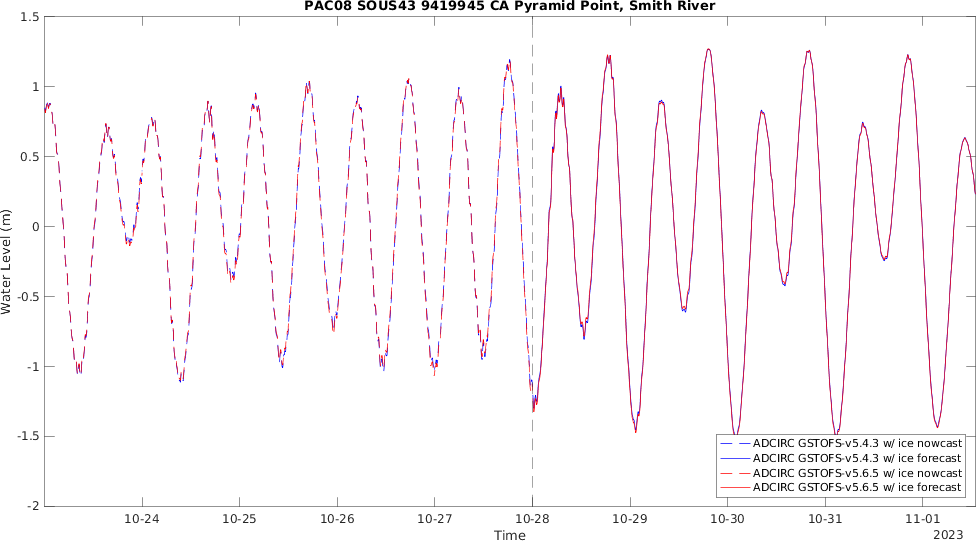 PAC08 SOUS43 9419945 CA Pyramid Point, Smith River
1.5
1
0.5
0
-0.5
-1
-1.5
-2
Water Level (m)
ADCIRC GSTOFS-v5.4.3 w/ ice nowcast
ADCIRC GSTOFS-v5.4.3 w/ ice forecast
ADCIRC GSTOFS-v5.6.5 w/ ice nowcast
ADCIRC GSTOFS-v5.6.5 w/ ice forecast
10-24 10-25 10-26 10-27 10-28 10-29 10-30 10-31 11-01
Time
2023